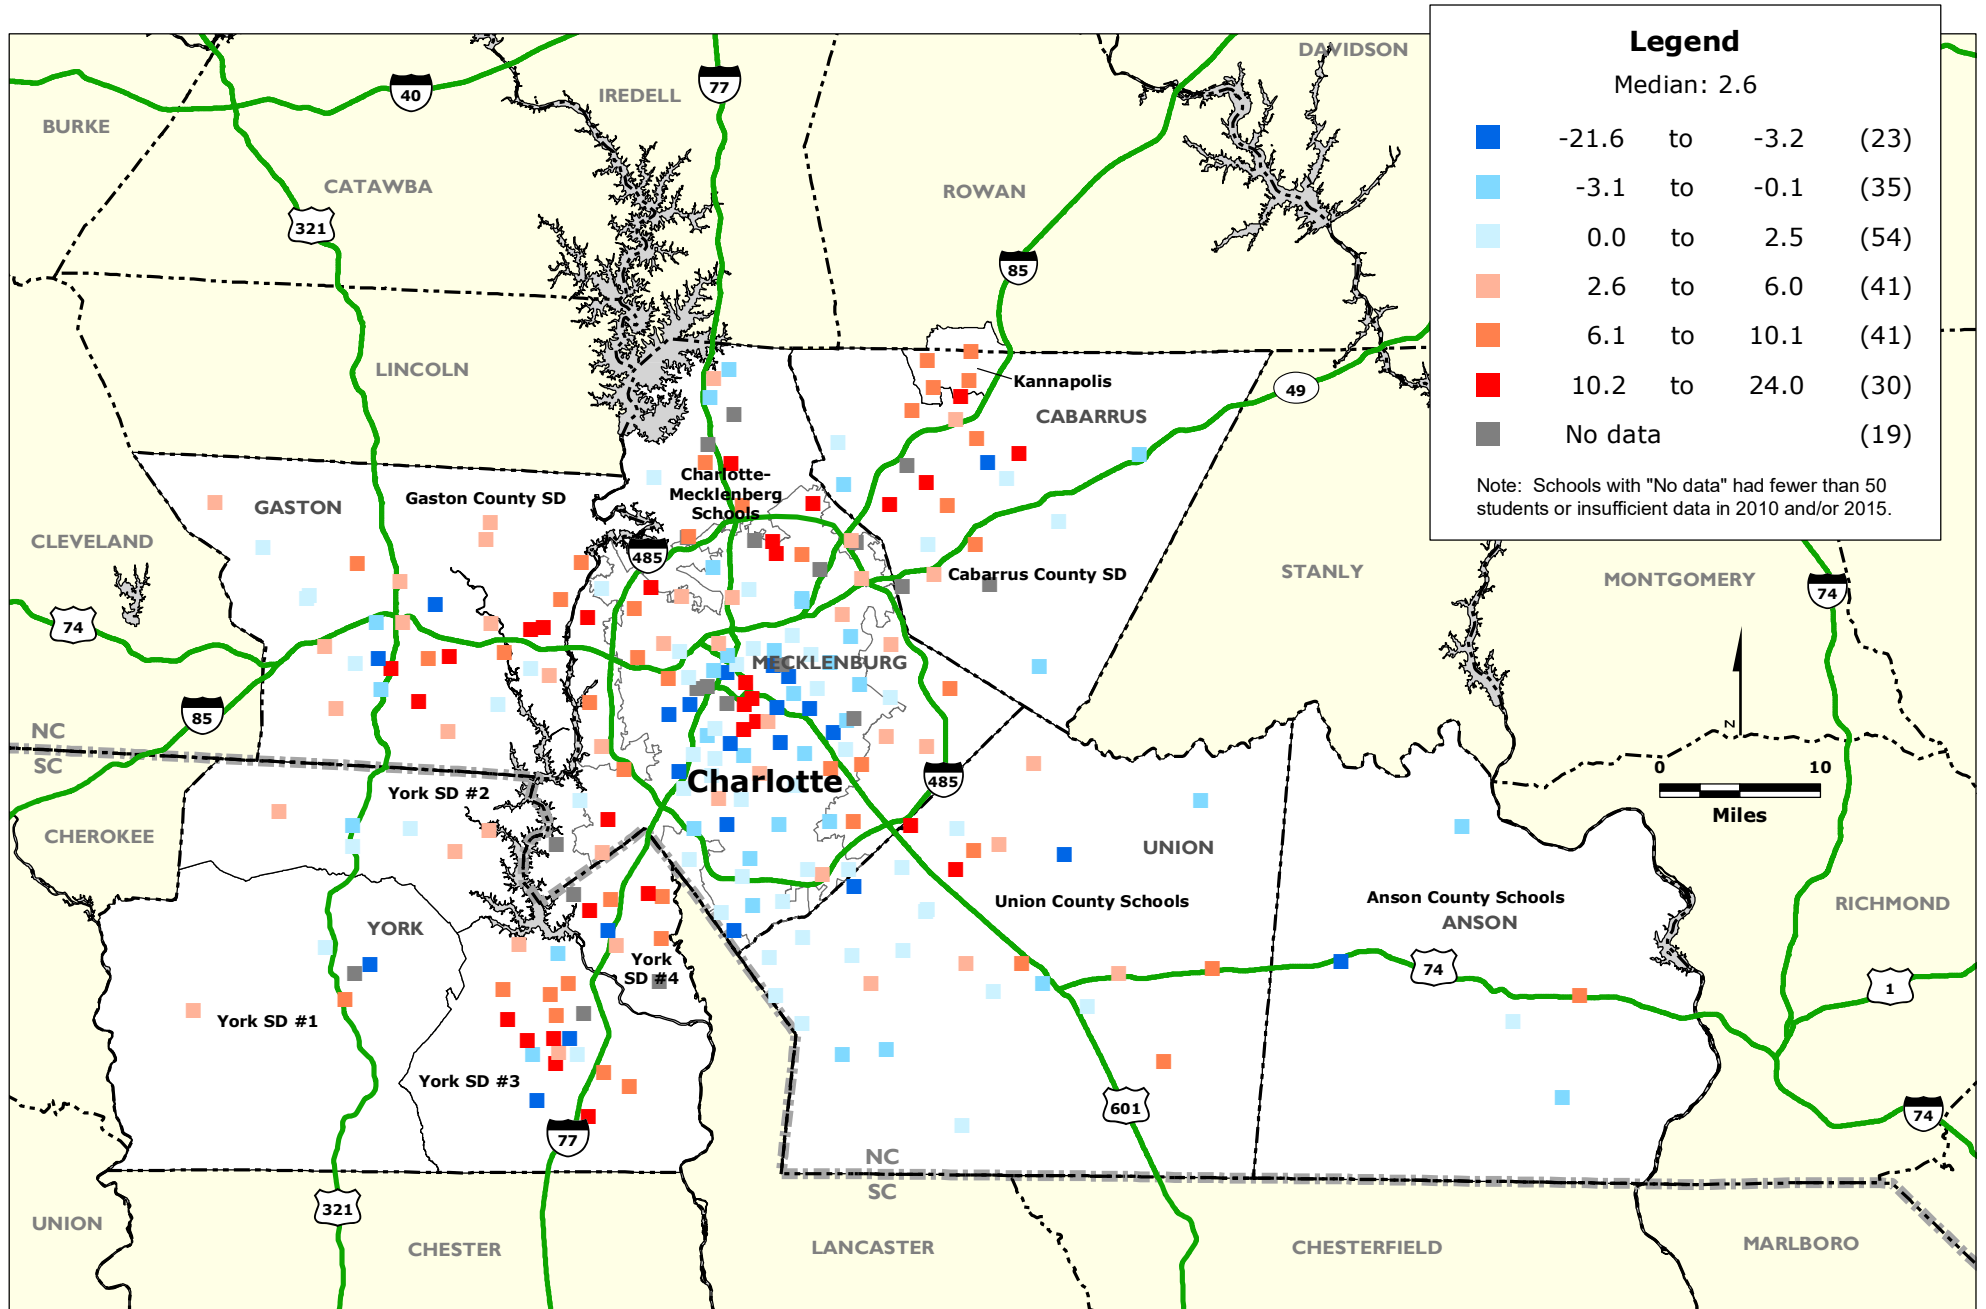 Legend
Median: 2.6
-21.6 to -3.2 (23)
-3.1 to -0.1 (35)
0.0 to 2.5 (54)
2.6 to 6.0 (41)
6.1 to 10.1 (41)
10.2 to 24.0 (30)
No data (19)
Note: Schools with "No data" had fewer than 50
students or insufficient data in 2010 and/or 2015.
DAVIDSON
40
77
IREDELL
BURKE
CATAWBA
ROWAN
321
85
LINCOLN
Kannapolis
49
CABARRUS
Charlotte-
Mecklenberg
Schools
GASTON
Gaston County SD
CLEVELAND
485
Cabarrus County SD
STANLY
MONTGOMERY
74
74
MECKLENBURG
85
N
NC
SC
0 10
Miles
Charlotte
485
York SD #2
CHEROKEE
UNION
Union County Schools
Anson County Schools
ANSON
RICHMOND
YORK
York
SD #4
74
1
York SD #1
York SD #3
601
74
77
NC
SC
321
UNION
CHESTER
LANCASTER
CHESTERFIELD
MARLBORO